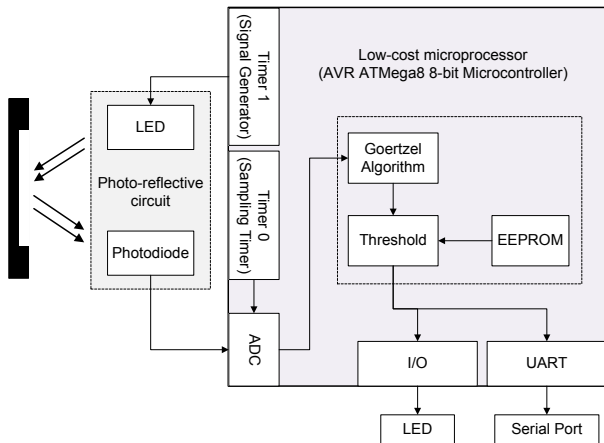 Timer 1
(Signal Generator)
Low-cost microprocessor
(AVR ATMega8 8-bit Microcontroller)
LED
Photo-reflective
circuit
Photodiode
Timer 0
(Sampling Timer)
Goertzel
Algorithm
Threshold
EEPROM
ADC
I/O
UART
LED
Serial Port